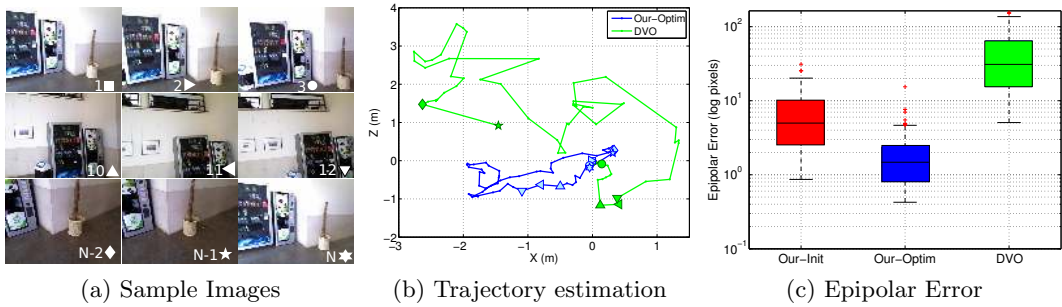 1■
2▶
3●
10▲
11◀
12▼
N-2♦
N-1★
N✶
Our-Optim
DVO
4
3
2
1
0
−1
−2
Z (m)
−3
−2
−1
0
1
X (m)
10^2
10^1
10^0
10^−1
Epipolar Error (log pixels)
Our-Init
Our-Optim
DVO
(a) Sample Images
(b) Trajectory estimation
(c) Epipolar Error